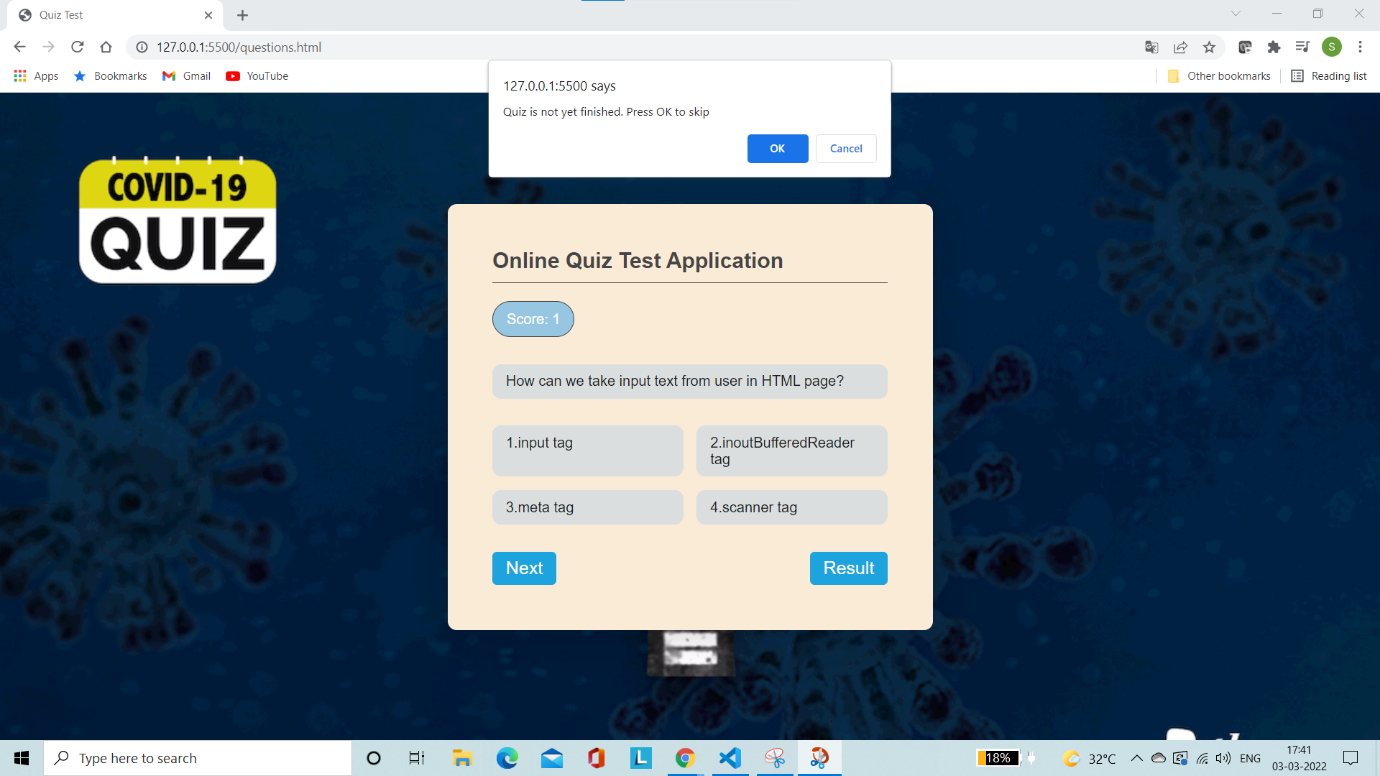 Quiz Test
127.0.0.1:5500/questions.html
S
Apps
Bookmarks
Gmail
YouTube
Other bookmarks
Reading list
127.0.0.1:5500 says
Quiz is not yet finished. Press OK to skip
OK
Cancel
COVID-19
QUIZ
Online Quiz Test Application
Score: 1
How can we take input text from user in HTML page?
1.input tag
2.inoutBufferedReader
tag
3.meta tag
4.scanner tag
Next
Result
Type here to search
L
18%
32°C
ENG
17:41
03-03-2022